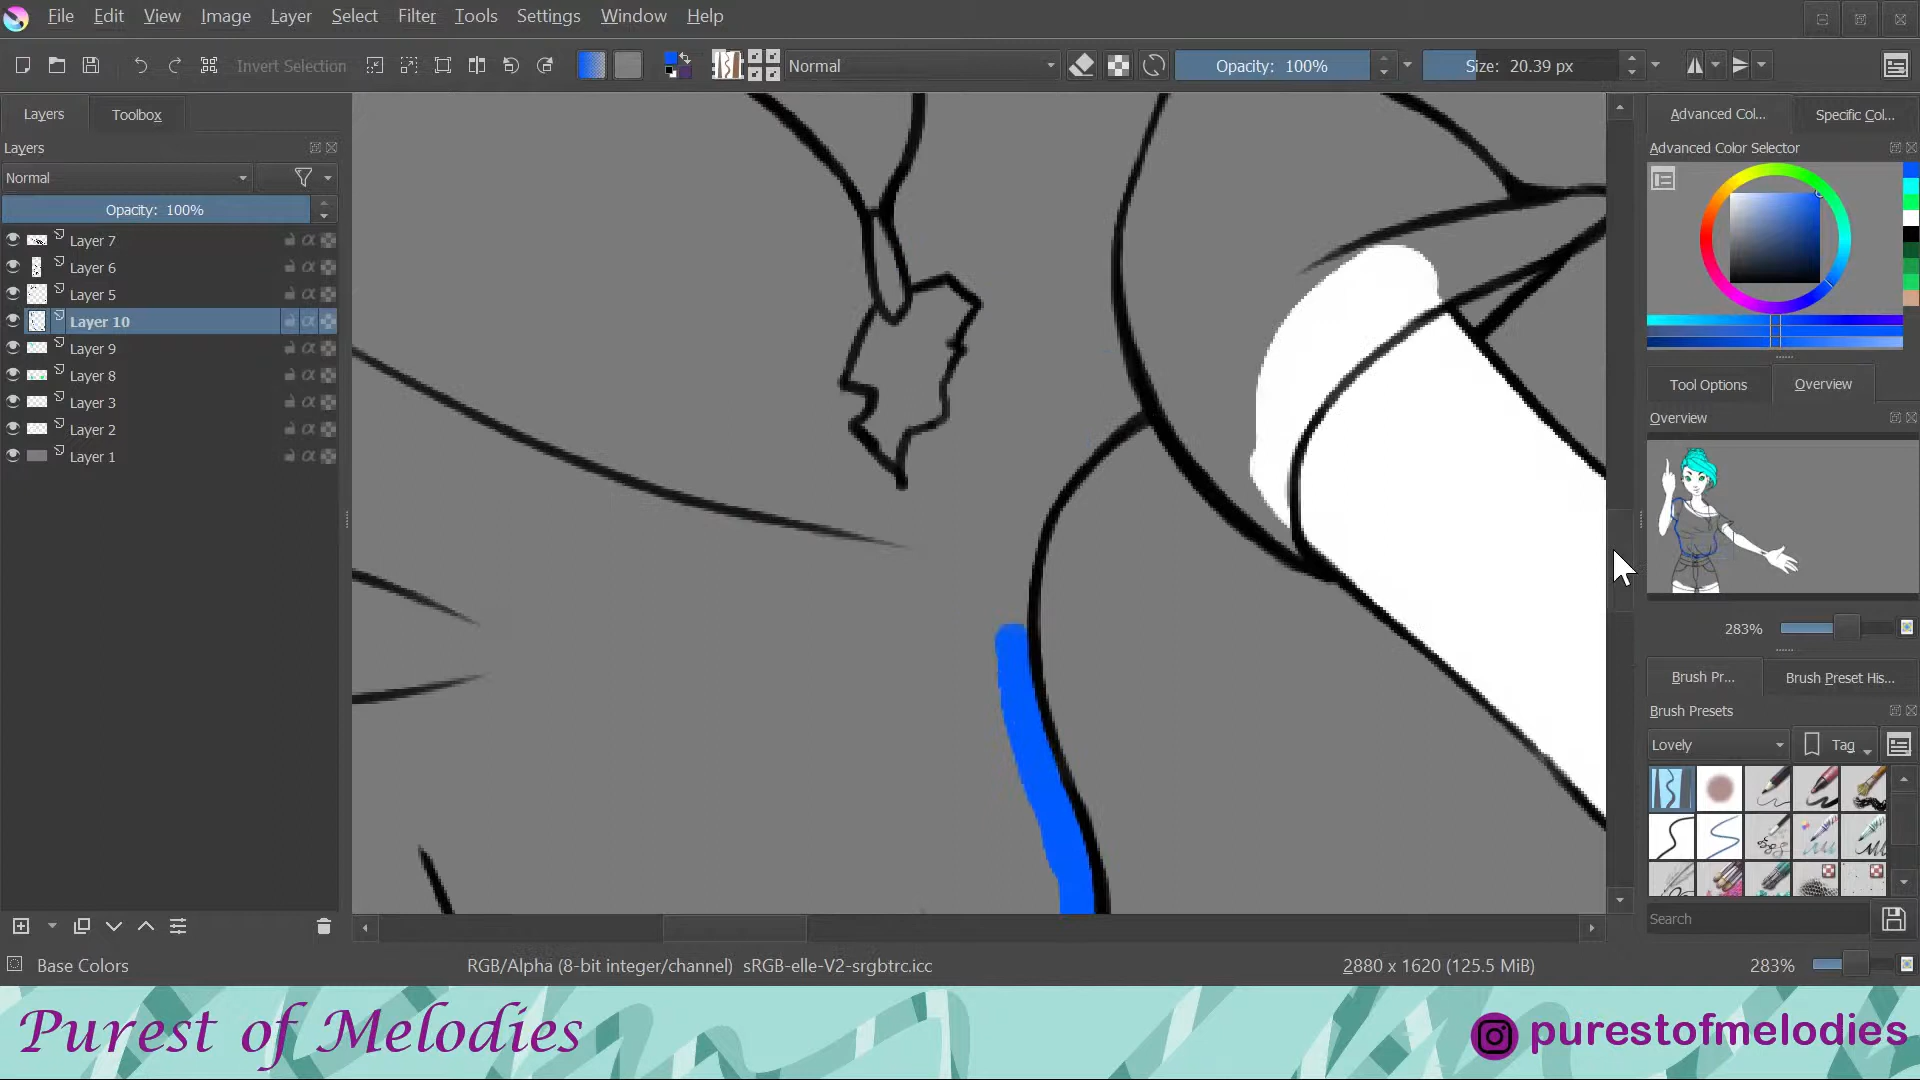 File Edit View Image Layer Select Filter Tools Settings Window Help
Invert Selection Normal Opacity: 100% Size: 20.39 px
Layers Toolbox
Layers
Normal
Opacity: 100%
Layer 7
Layer 6
Layer 5
Layer 10
Layer 9
Layer 8
Layer 3
Layer 2
Layer 1
Advanced Col... Specific Col...
Advanced Color Selector
Tool Options Overview
Overview
283%
Brush Pr... Brush Preset His...
Brush Presets
Lovely Tag
Search
Base Colors RGB/Alpha (8-bit integer/channel) sRGB-elle-V2-srgbtrc.icc 2880 x 1620 (125.5 MiB) 283%
Purest of Melodies purestofmelodies